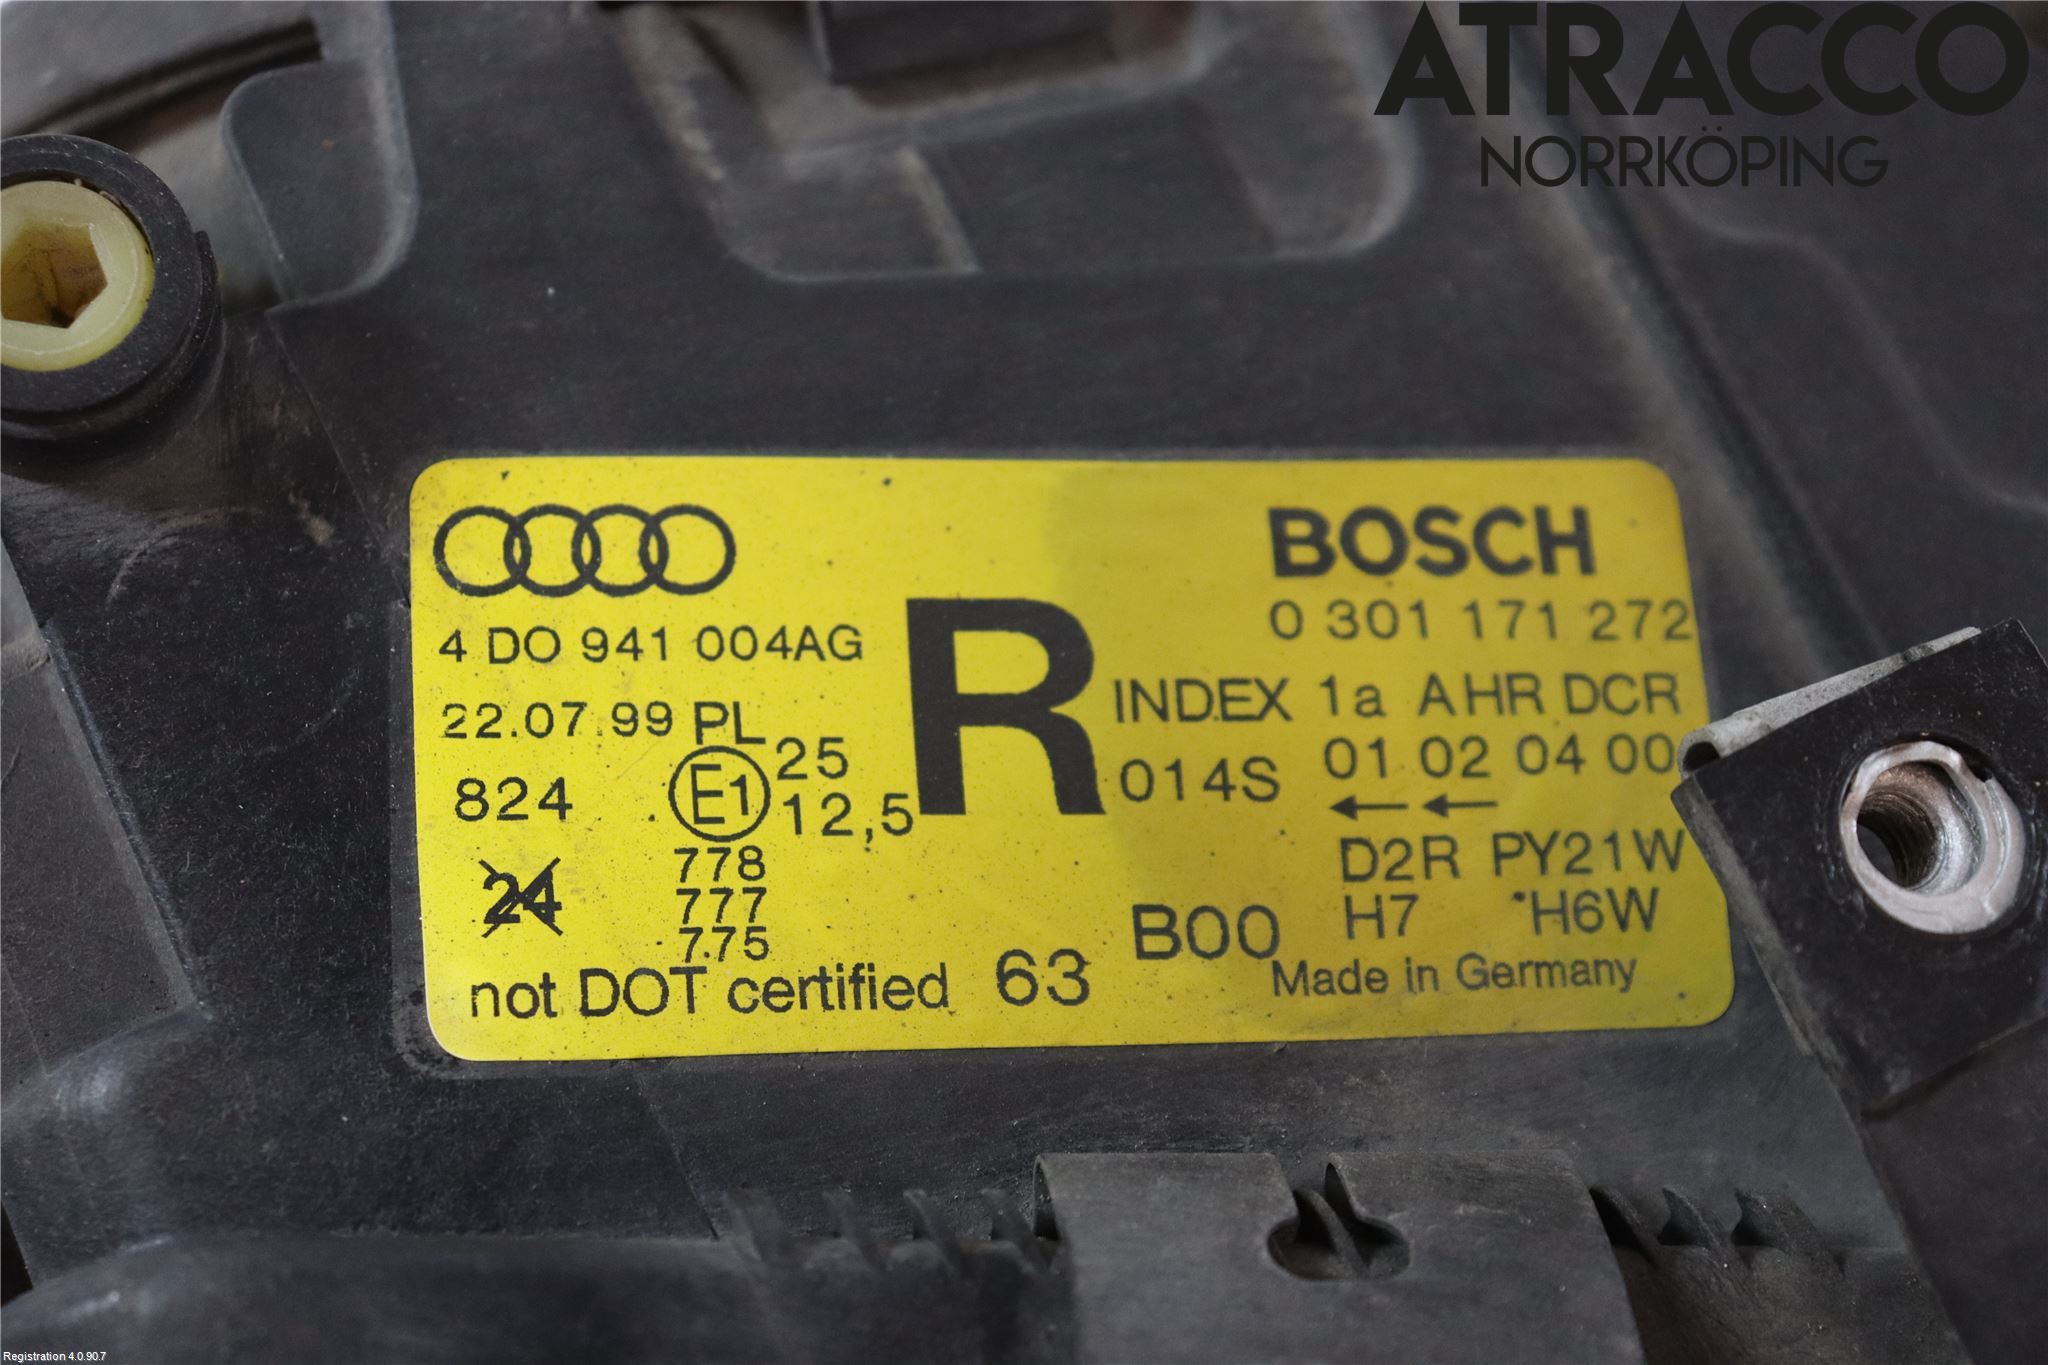 ATRACCO
NORRKÖPING
BOSCH
0 301 171 272
4 DO 941 004AG
R
INDEX 1a AHR DCR
22.07.99 PL
014S 01 02 04 00
824 E1 25
12,5
← ←
24
778
777
775
D2R PY21W
H7 H6W
B00
not DOT certified 63
Made in Germany
Registration 4.0.90.7